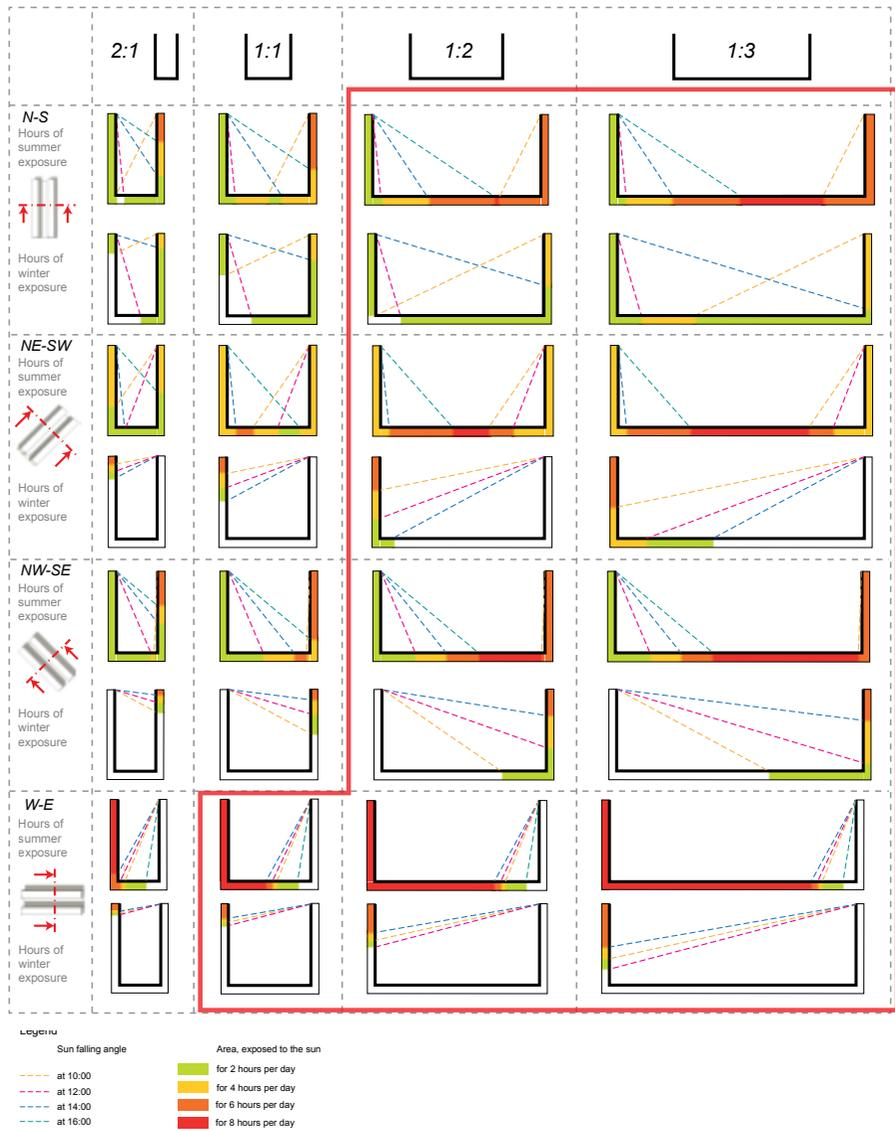 2:1
1:1
1:2
1:3
N-S
Hours of
summer
exposure
Hours of
winter
exposure
NE-SW
Hours of
summer
exposure
Hours of
winter
exposure
NW-SE
Hours of
summer
exposure
Hours of
winter
exposure
W-E
Hours of
summer
exposure
Hours of
winter
exposure
Legend
Sun falling angle
at 10:00
at 12:00
at 14:00
at 16:00
Area, exposed to the sun
for 2 hours per day
for 4 hours per day
for 6 hours per day
for 8 hours per day